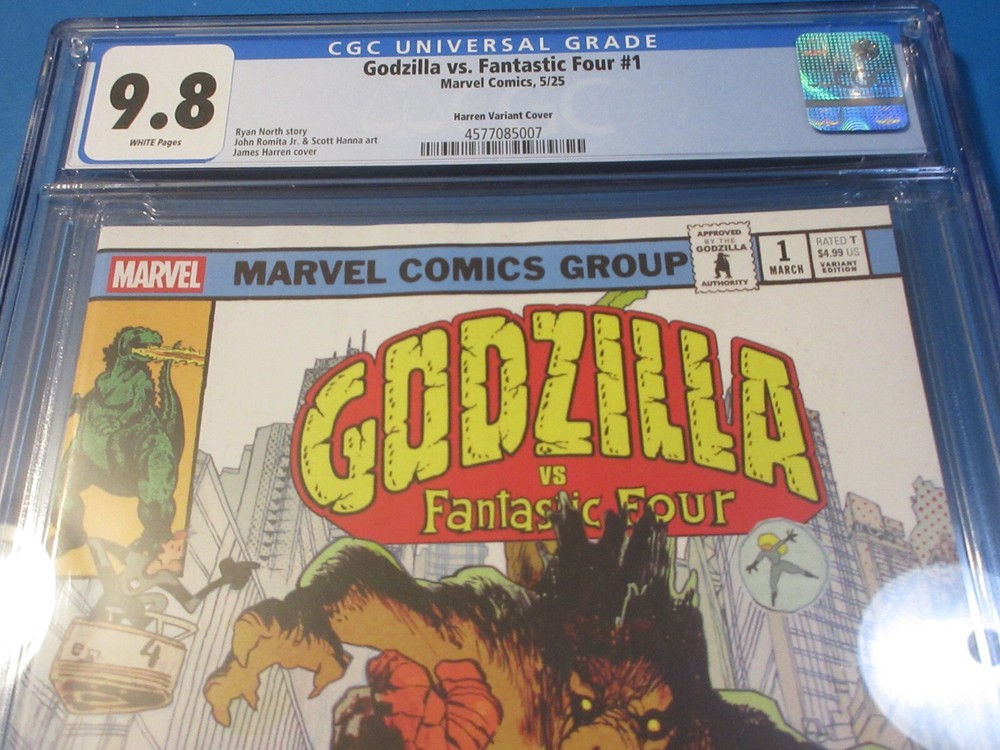 CGC UNIVERSAL GRADE
9.8
WHITE Pages
Godzilla vs. Fantastic Four #1
Marvel Comics, 5/25
Harren Variant Cover
4577085007
Ryan North story
John Romita Jr. & Scott Hanna art
James Harren cover
MARVEL
MARVEL COMICS GROUP
APPROVED
BY THE
GODZILLA
AUTHORITY
1
MARCH
RATED T
$4.99 US
VARIANT
EDITION
GODZILLA
VS
Fantastic Four
4